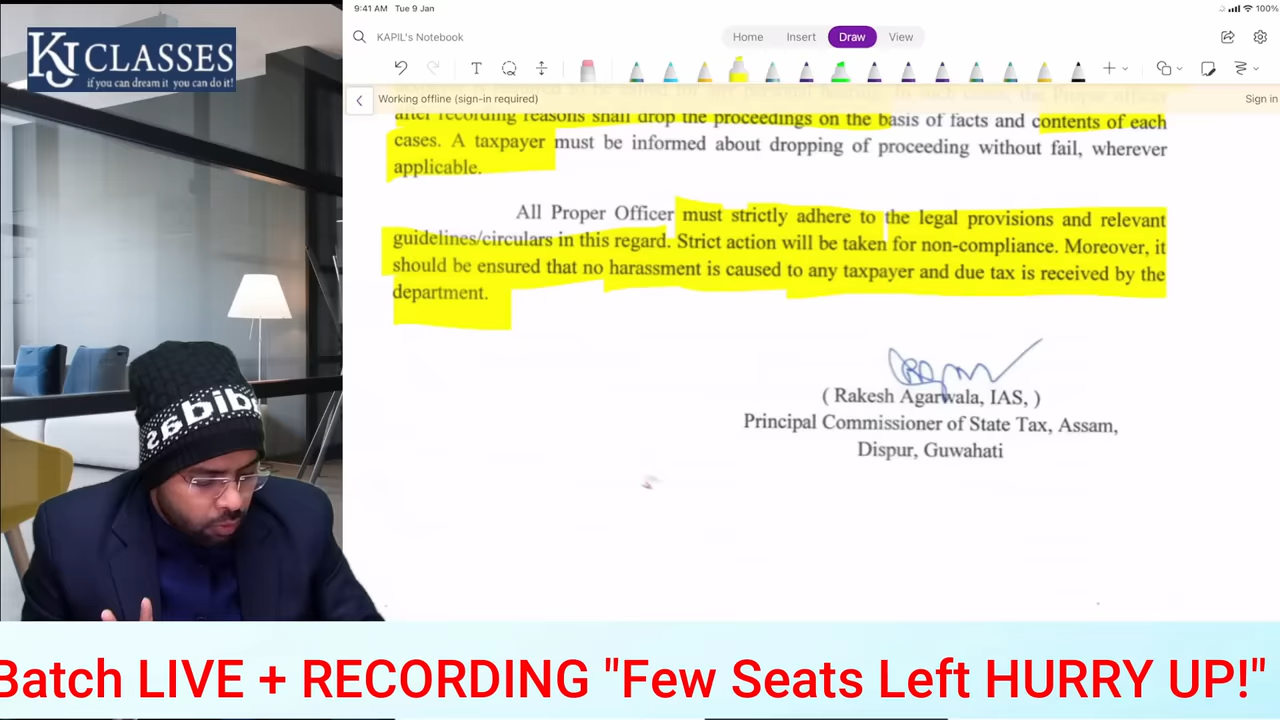 9:41 AM Tue 9 Jan
100%
KJ CLASSES
if you can dream it you can do it!
KAPIL's Notebook
Home Insert Draw View
Working offline (sign-in required)
Sign in
after recording reasons shall drop the proceedings on the basis of facts and contents of each
cases. A taxpayer must be informed about dropping of proceeding without fail, wherever
applicable.
All Proper Officer must strictly adhere to the legal provisions and relevant
guidelines/circulars in this regard. Strict action will be taken for non-compliance. Moreover, it
should be ensured that no harassment is caused to any taxpayer and due tax is received by the
department.
( Rakesh Agarwala, IAS, )
Principal Commissioner of State Tax, Assam,
Dispur, Guwahati
Batch LIVE + RECORDING "Few Seats Left HURRY UP!"